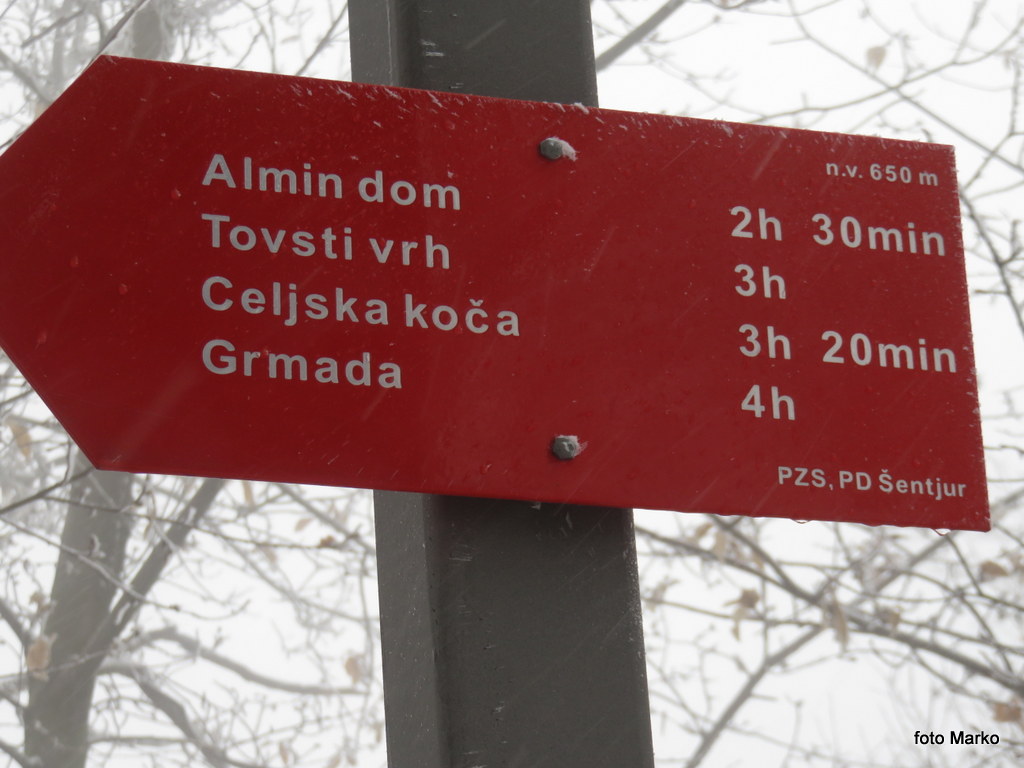 n.v. 650 m
Almin dom 2h 30min
Tovsti vrh 3h
Celjska koča 3h 20min
Grmada 4h
PZS, PD Šentjur
foto Marko